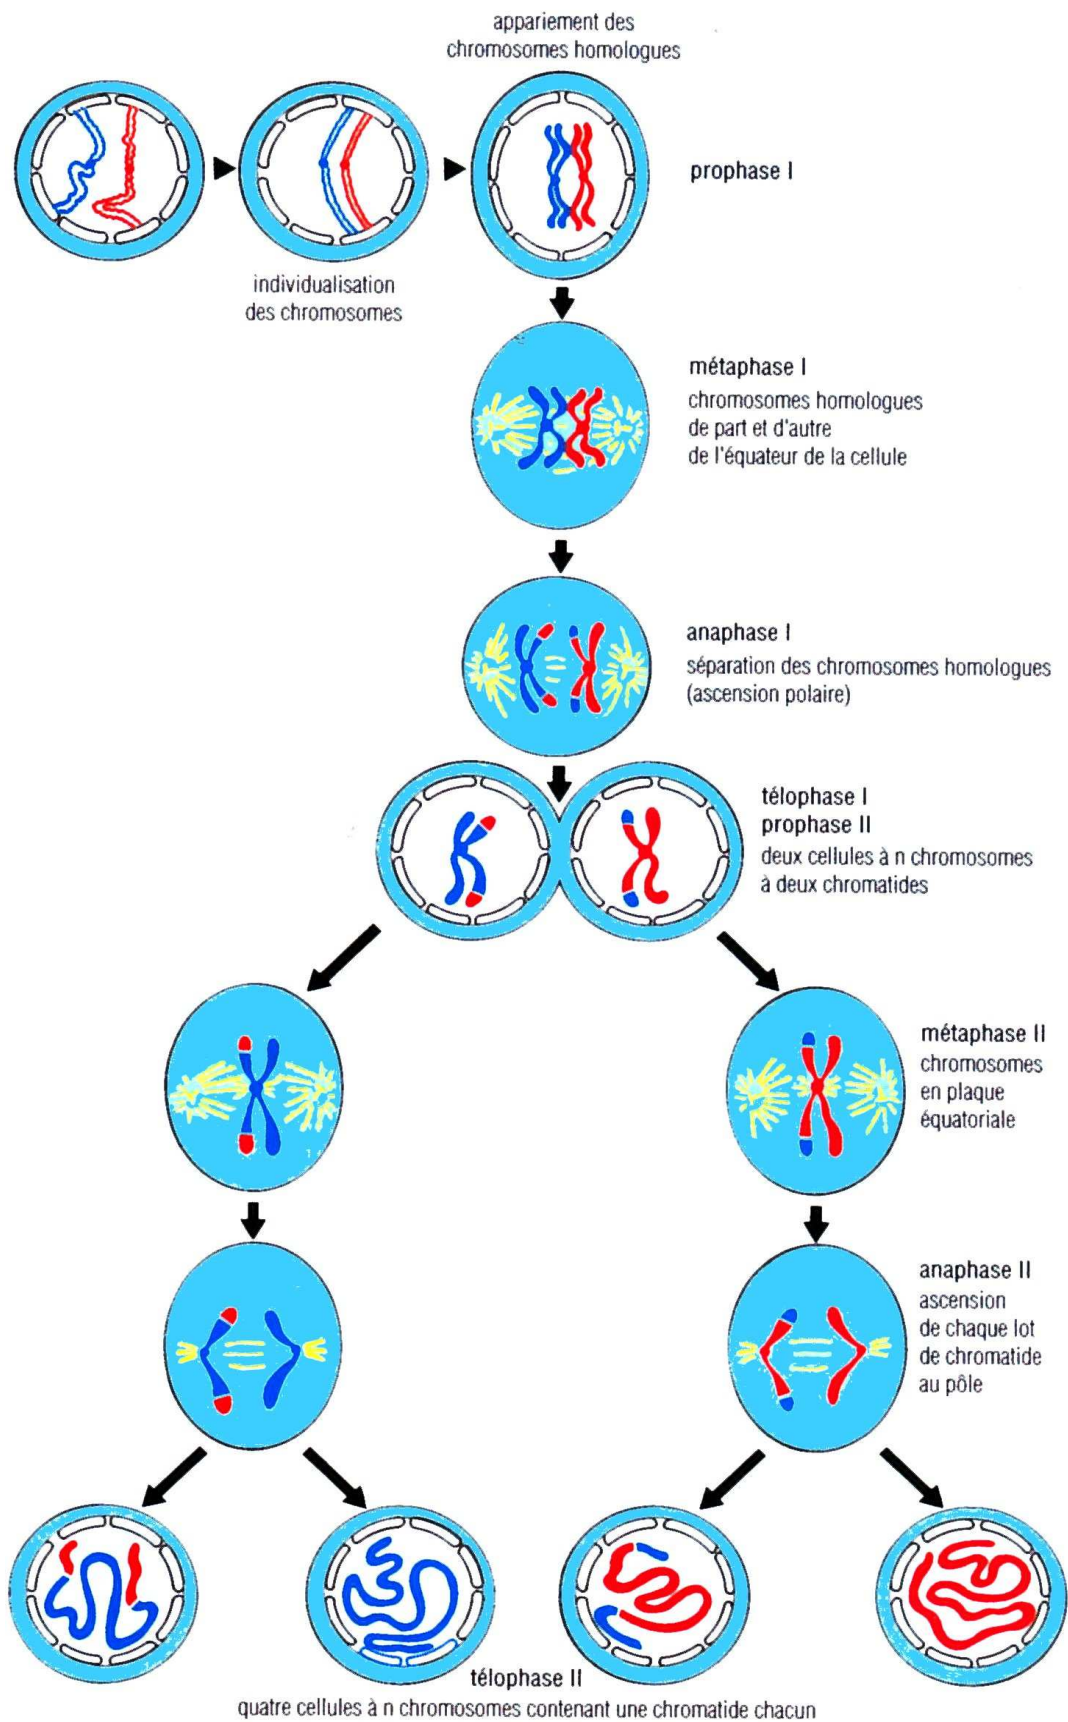 appariement des
chromosomes homologues
prophase I
individualisation
des chromosomes
métaphase I
chromosomes homologues
de part et d'autre
de l'équateur de la cellule
anaphase I
séparation des chromosomes homologues
(ascension polaire)
télophase I
prophase II
deux cellules à n chromosomes
à deux chromatides
métaphase II
chromosomes
en plaque
équatoriale
anaphase II
ascension
de chaque lot
de chromatide
au pôle
télophase II
quatre cellules à n chromosomes contenant une chromatide chacun